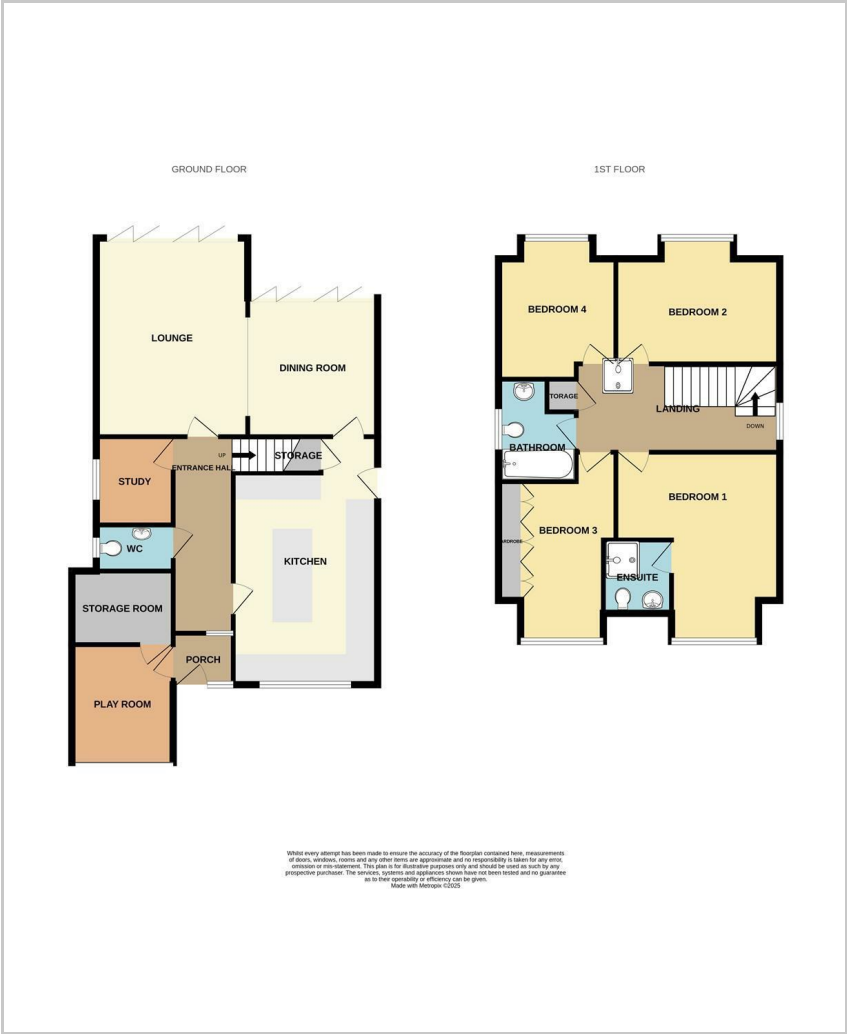 GROUND FLOOR
LOUNGE
DINING ROOM
UP
STORAGE
ENTRANCE HALL
STUDY
WC
KITCHEN
STORAGE ROOM
PORCH
PLAY ROOM
1ST FLOOR
BEDROOM 4
BEDROOM 2
TORAGE
LANDING
DOWN
BATHROOM
BEDROOM 1
BEDROOM 3
ARDROBE
ENSUITE
Whilst every attempt has been made to ensure the accuracy of the floorplan contained here, measurements
of doors, windows, rooms and any other items are approximate and no responsibility is taken for any error,
omission or mis-statement. This plan is for illustrative purposes only and should be used as such by any
prospective purchaser. The services, systems and appliances shown have not been tested and no guarantee
as to their operability or efficiency can be given.
Made with Metropix ©2025